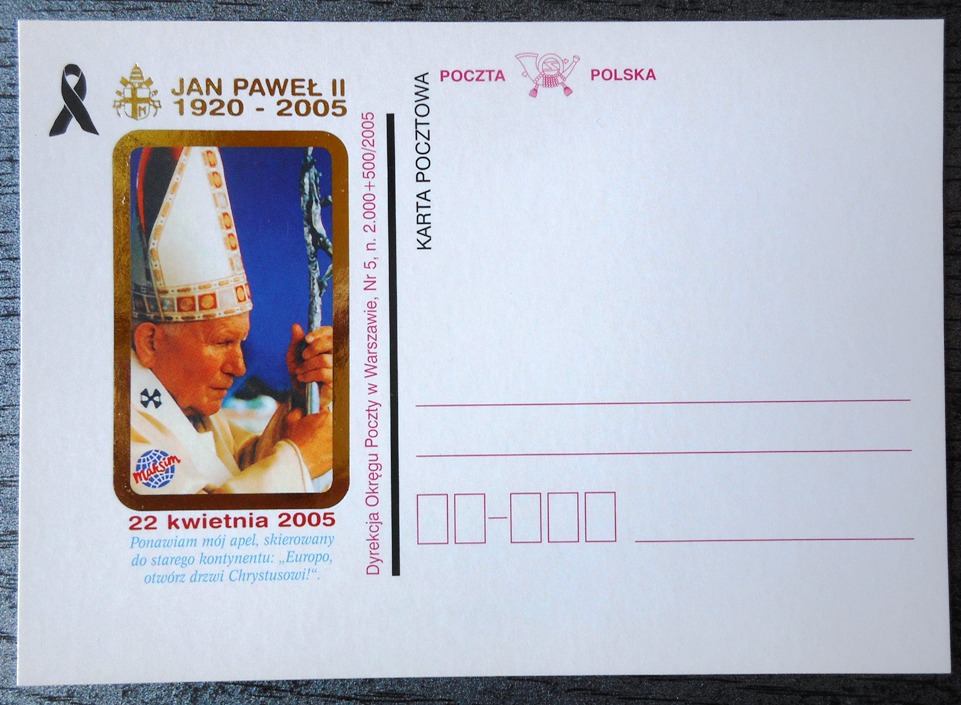 JAN PAWEŁ II
1920 - 2005
maksim
22 kwietnia 2005
Ponawiam mój apel, skierowany
do starego kontynentu: „Europo,
otwórz drzwi Chrystusowi!“.
Dyrekcja Okręgu Poczty w Warszawie, Nr 5, n. 2.000+500/2005
KARTA POCZTOWA
POCZTA POLSKA